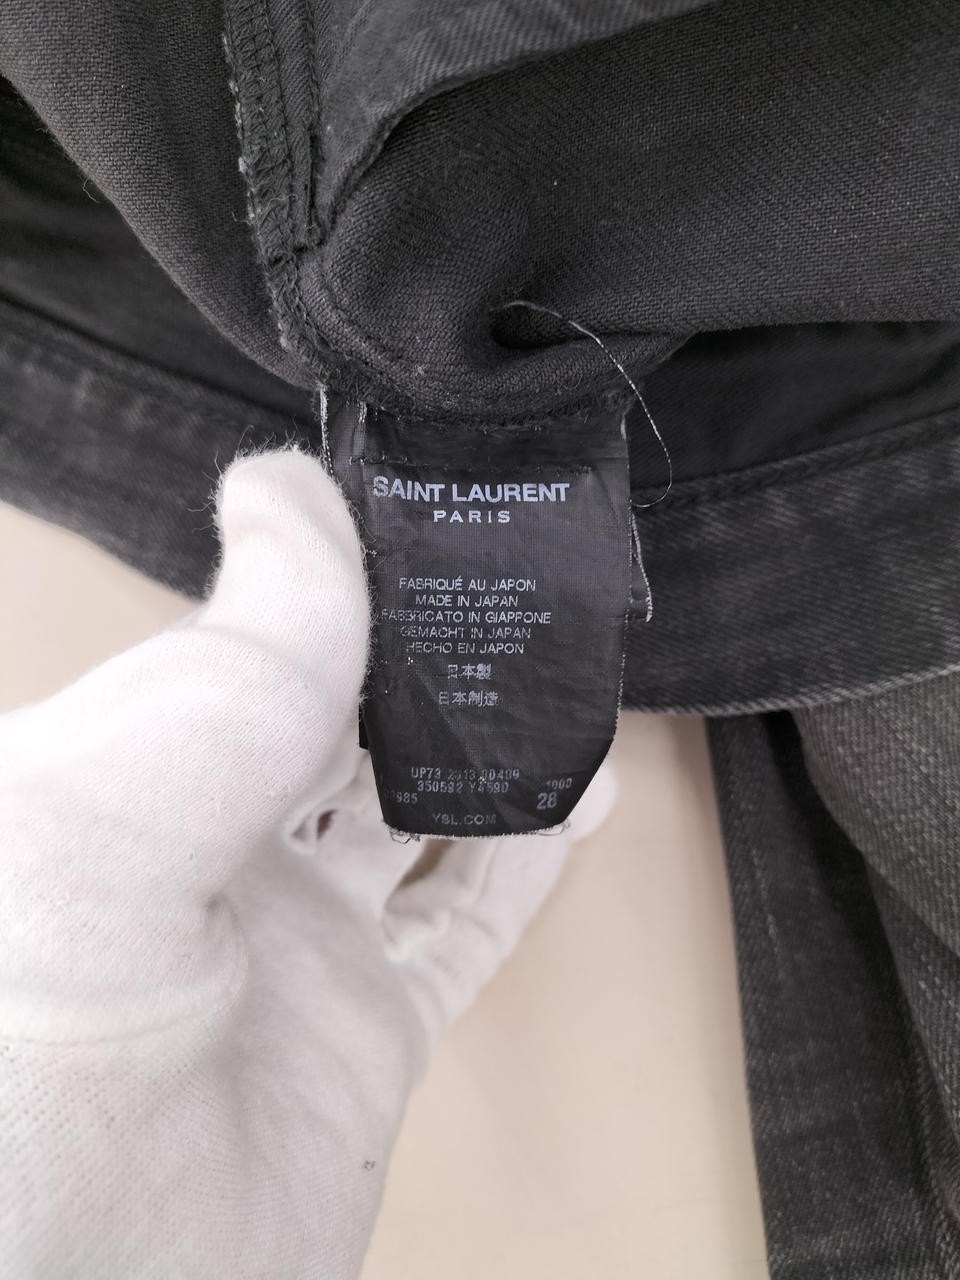 SAINT LAURENT
PARIS
FABRIQUÉ AU JAPON
MADE IN JAPAN
FABBRICATO IN GIAPPONE
GEMACHT IN JAPAN
HECHO EN JAPON
日本製
日本制造
UP73 2013 00409
350592 Y4590 1000
28
YSL.COM